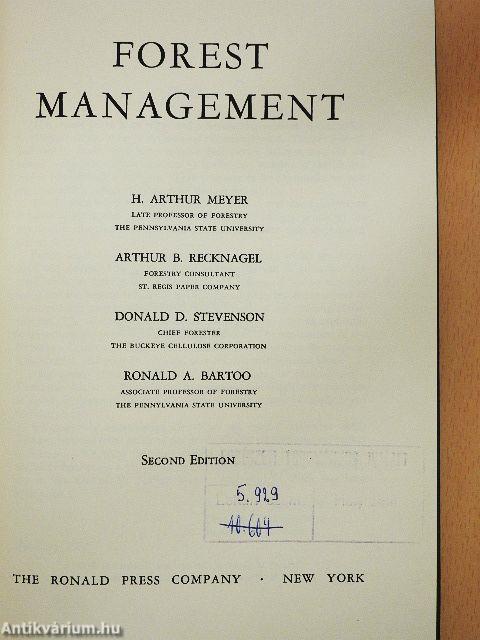 FOREST
MANAGEMENT
H. ARTHUR MEYER
LATE PROFESSOR OF FORESTRY
THE PENNSYLVANIA STATE UNIVERSITY
ARTHUR B. RECKNAGEL
FORESTRY CONSULTANT
ST. REGIS PAPER COMPANY
DONALD D. STEVENSON
CHIEF FORESTER
THE BUCKEYE CELLULOSE CORPORATION
RONALD A. BARTOO
ASSOCIATE PROFESSOR OF FORESTRY
THE PENNSYLVANIA STATE UNIVERSITY
SECOND EDITION
5.929
10.604
THE RONALD PRESS COMPANY · NEW YORK
Antikvárium.hu